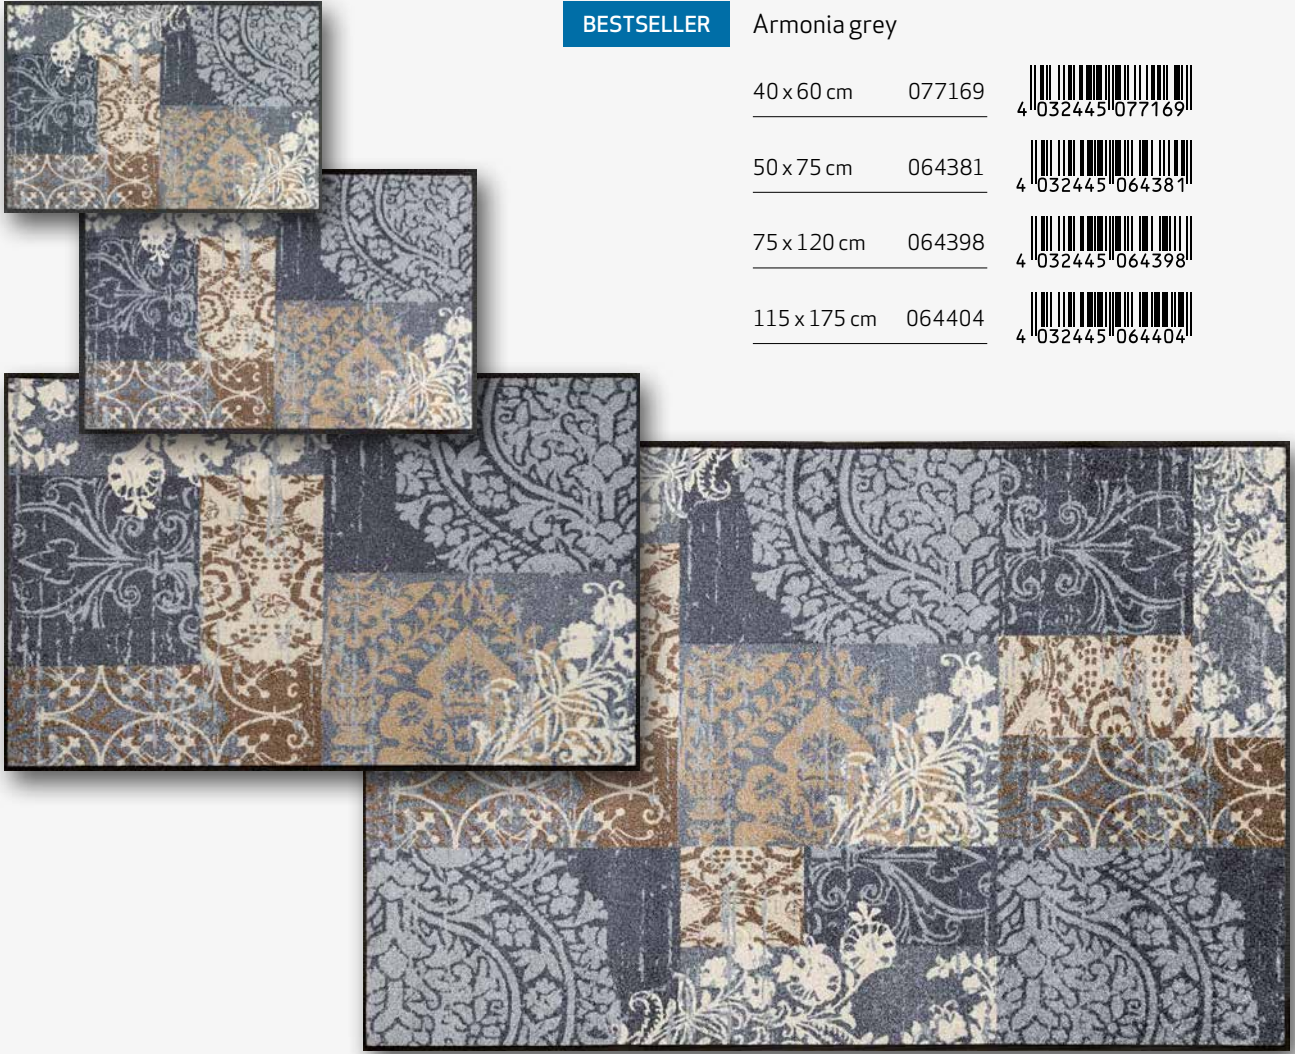 BESTSELLER Armonia grey
40 x 60 cm 077169 4 032445 077169
50 x 75 cm 064381 4 032445 064381
75 x 120 cm 064398 4 032445 064398
115 x 175 cm 064404 4 032445 064404